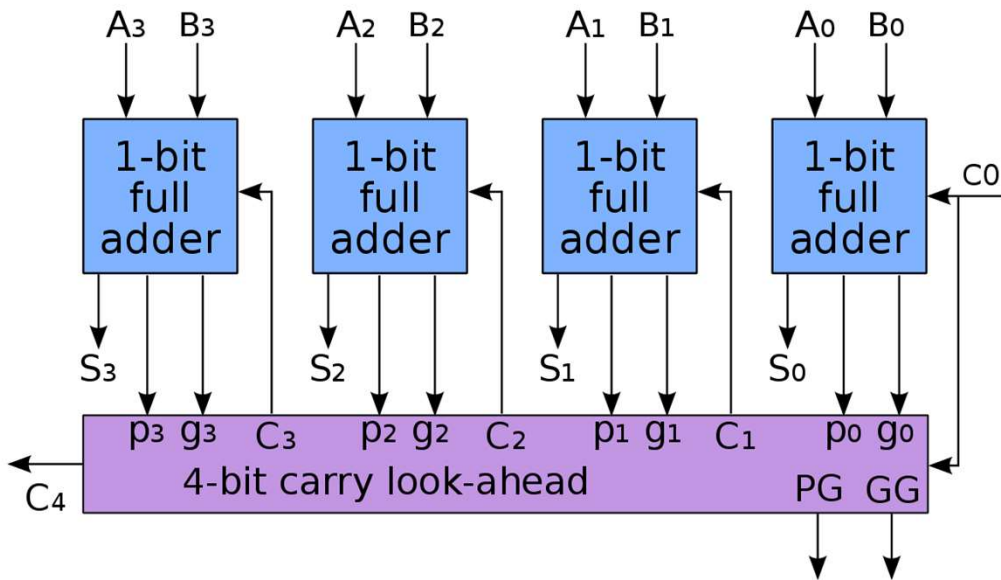 A₃ B₃ A₂ B₂ A₁ B₁ A₀ B₀
1-bit full adder
1-bit full adder
1-bit full adder
1-bit full adder
C0
S₃ S₂ S₁ S₀
p₃ g₃ C₃ p₂ g₂ C₂ p₁ g₁ C₁ p₀ g₀
4-bit carry look-ahead
PG GG
C₄